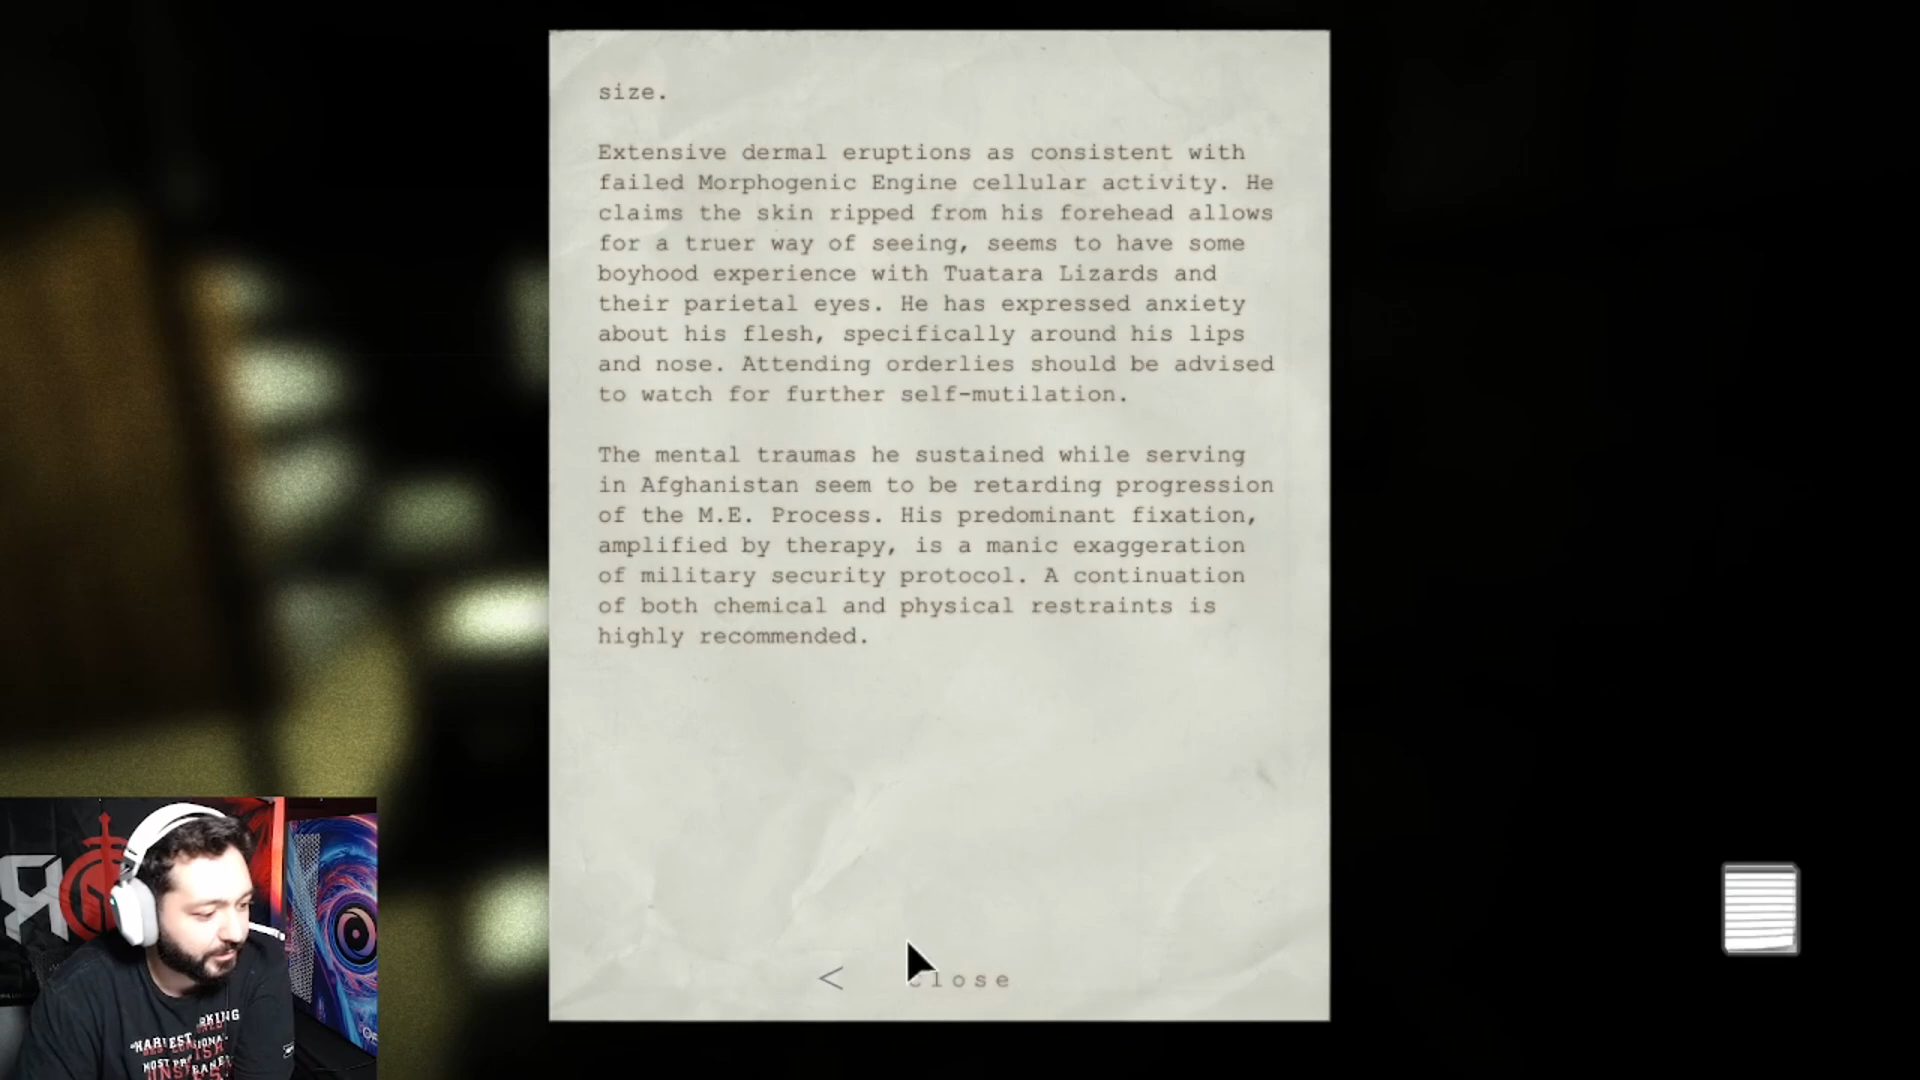 size.
Extensive dermal eruptions as consistent with
failed Morphogenic Engine cellular activity. He
claims the skin ripped from his forehead allows
for a truer way of seeing, seems to have some
boyhood experience with Tuatara Lizards and
their parietal eyes. He has expressed anxiety
about his flesh, specifically around his lips
and nose. Attending orderlies should be advised
to watch for further self-mutilation.
The mental traumas he sustained while serving
in Afghanistan seem to be retarding progression
of the M.E. Process. His predominant fixation,
amplified by therapy, is a manic exaggeration
of military security protocol. A continuation
of both chemical and physical restraints is
highly recommended.
< Close